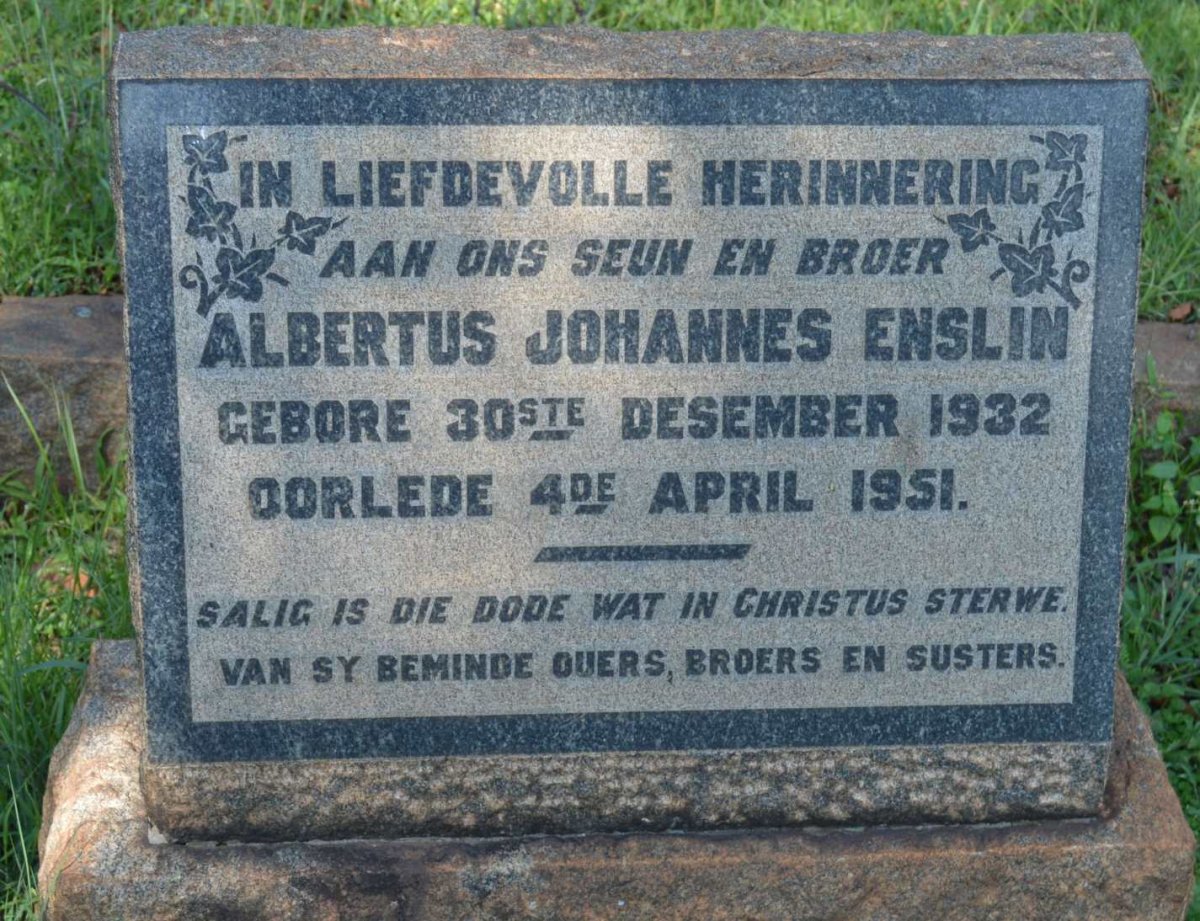 IN LIEFDEVOLLE HERINNERING
AAN ONS SEUN EN BROER
ALBERTUS JOHANNES ENSLIN
GEBORE 30STE DESEMBER 1932
OORLEDE 4DE APRIL 1951.
SALIG IS DIE DODE WAT IN CHRISTUS STERWE.
VAN SY BEMINDE OUERS, BROERS EN SUSTERS.